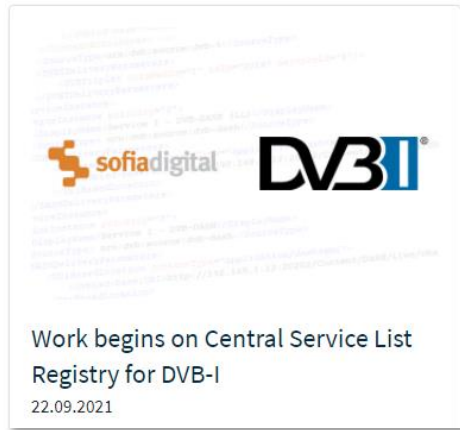 sofiadigital DVB-I®
Work begins on Central Service List
Registry for DVB-I
22.09.2021